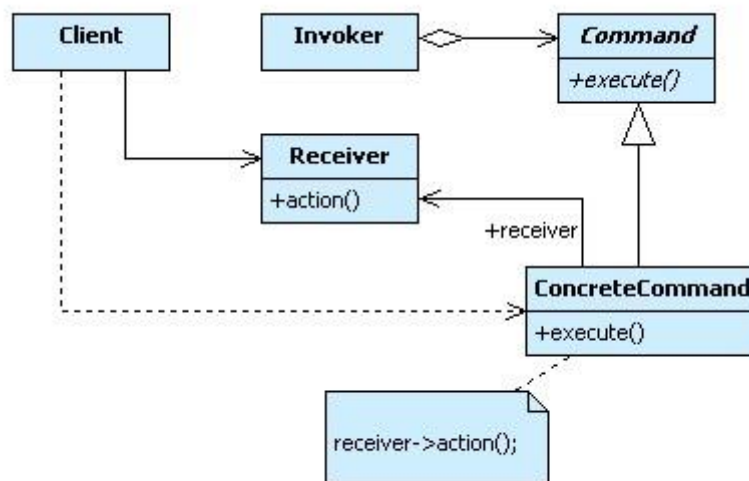 Client
Invoker
Command
+execute()
Receiver
+action()
+receiver
ConcreteCommand
+execute()
receiver->action();